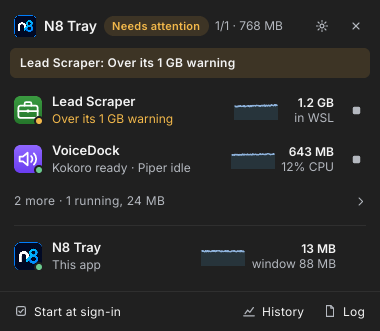 n8 N8 Tray Needs attention 1/1 · 768 MB
Lead Scraper: Over its 1 GB warning
Lead Scraper 1.2 GB
Over its 1 GB warning in WSL
VoiceDock 643 MB
Kokoro ready · Piper idle 12% CPU
2 more · 1 running, 24 MB
n8 N8 Tray 13 MB
This app window 88 MB
Start at sign-in History Log